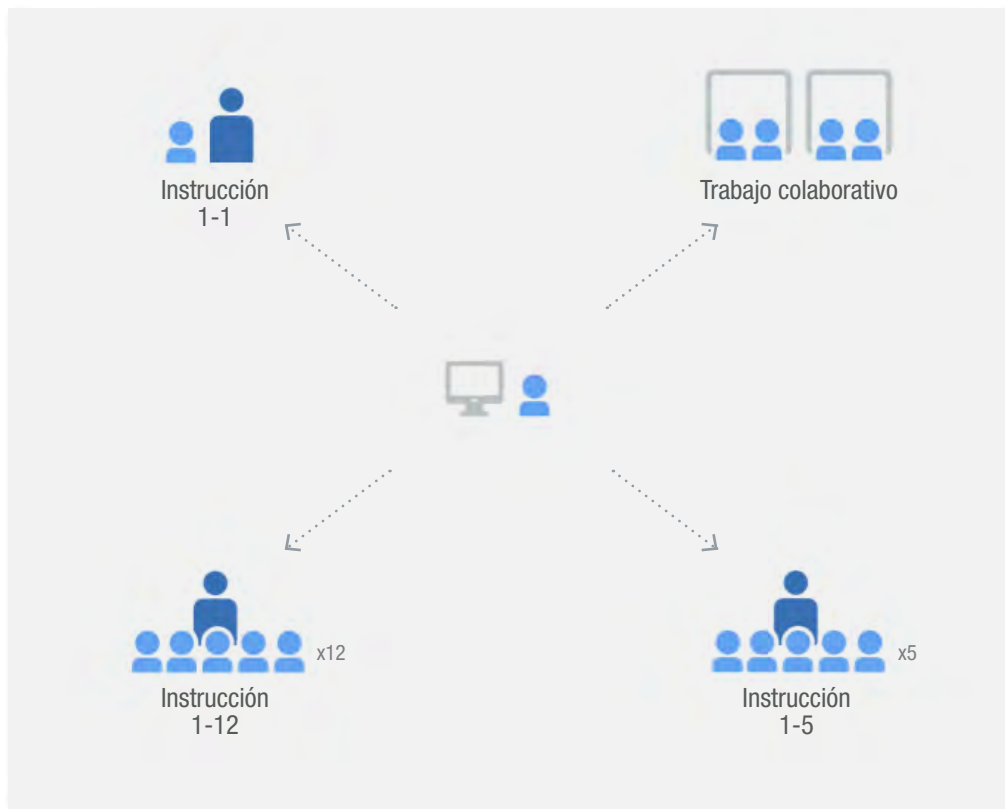 Instrucción
1-1
Trabajo colaborativo
x12
Instrucción
1-12
x5
Instrucción
1-5